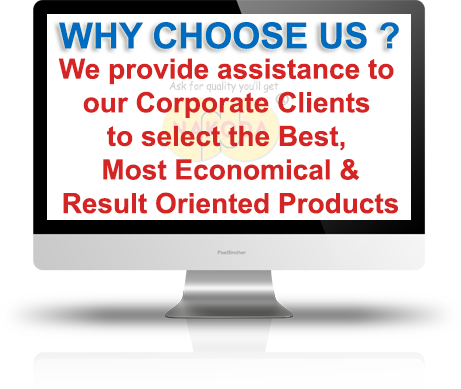 WHY CHOOSE US ?
We provide assistance to
Ask for quality you'll get
our Corporate Clients
to select the Best,
Most Economical &
Result Oriented Products
PixelBrother